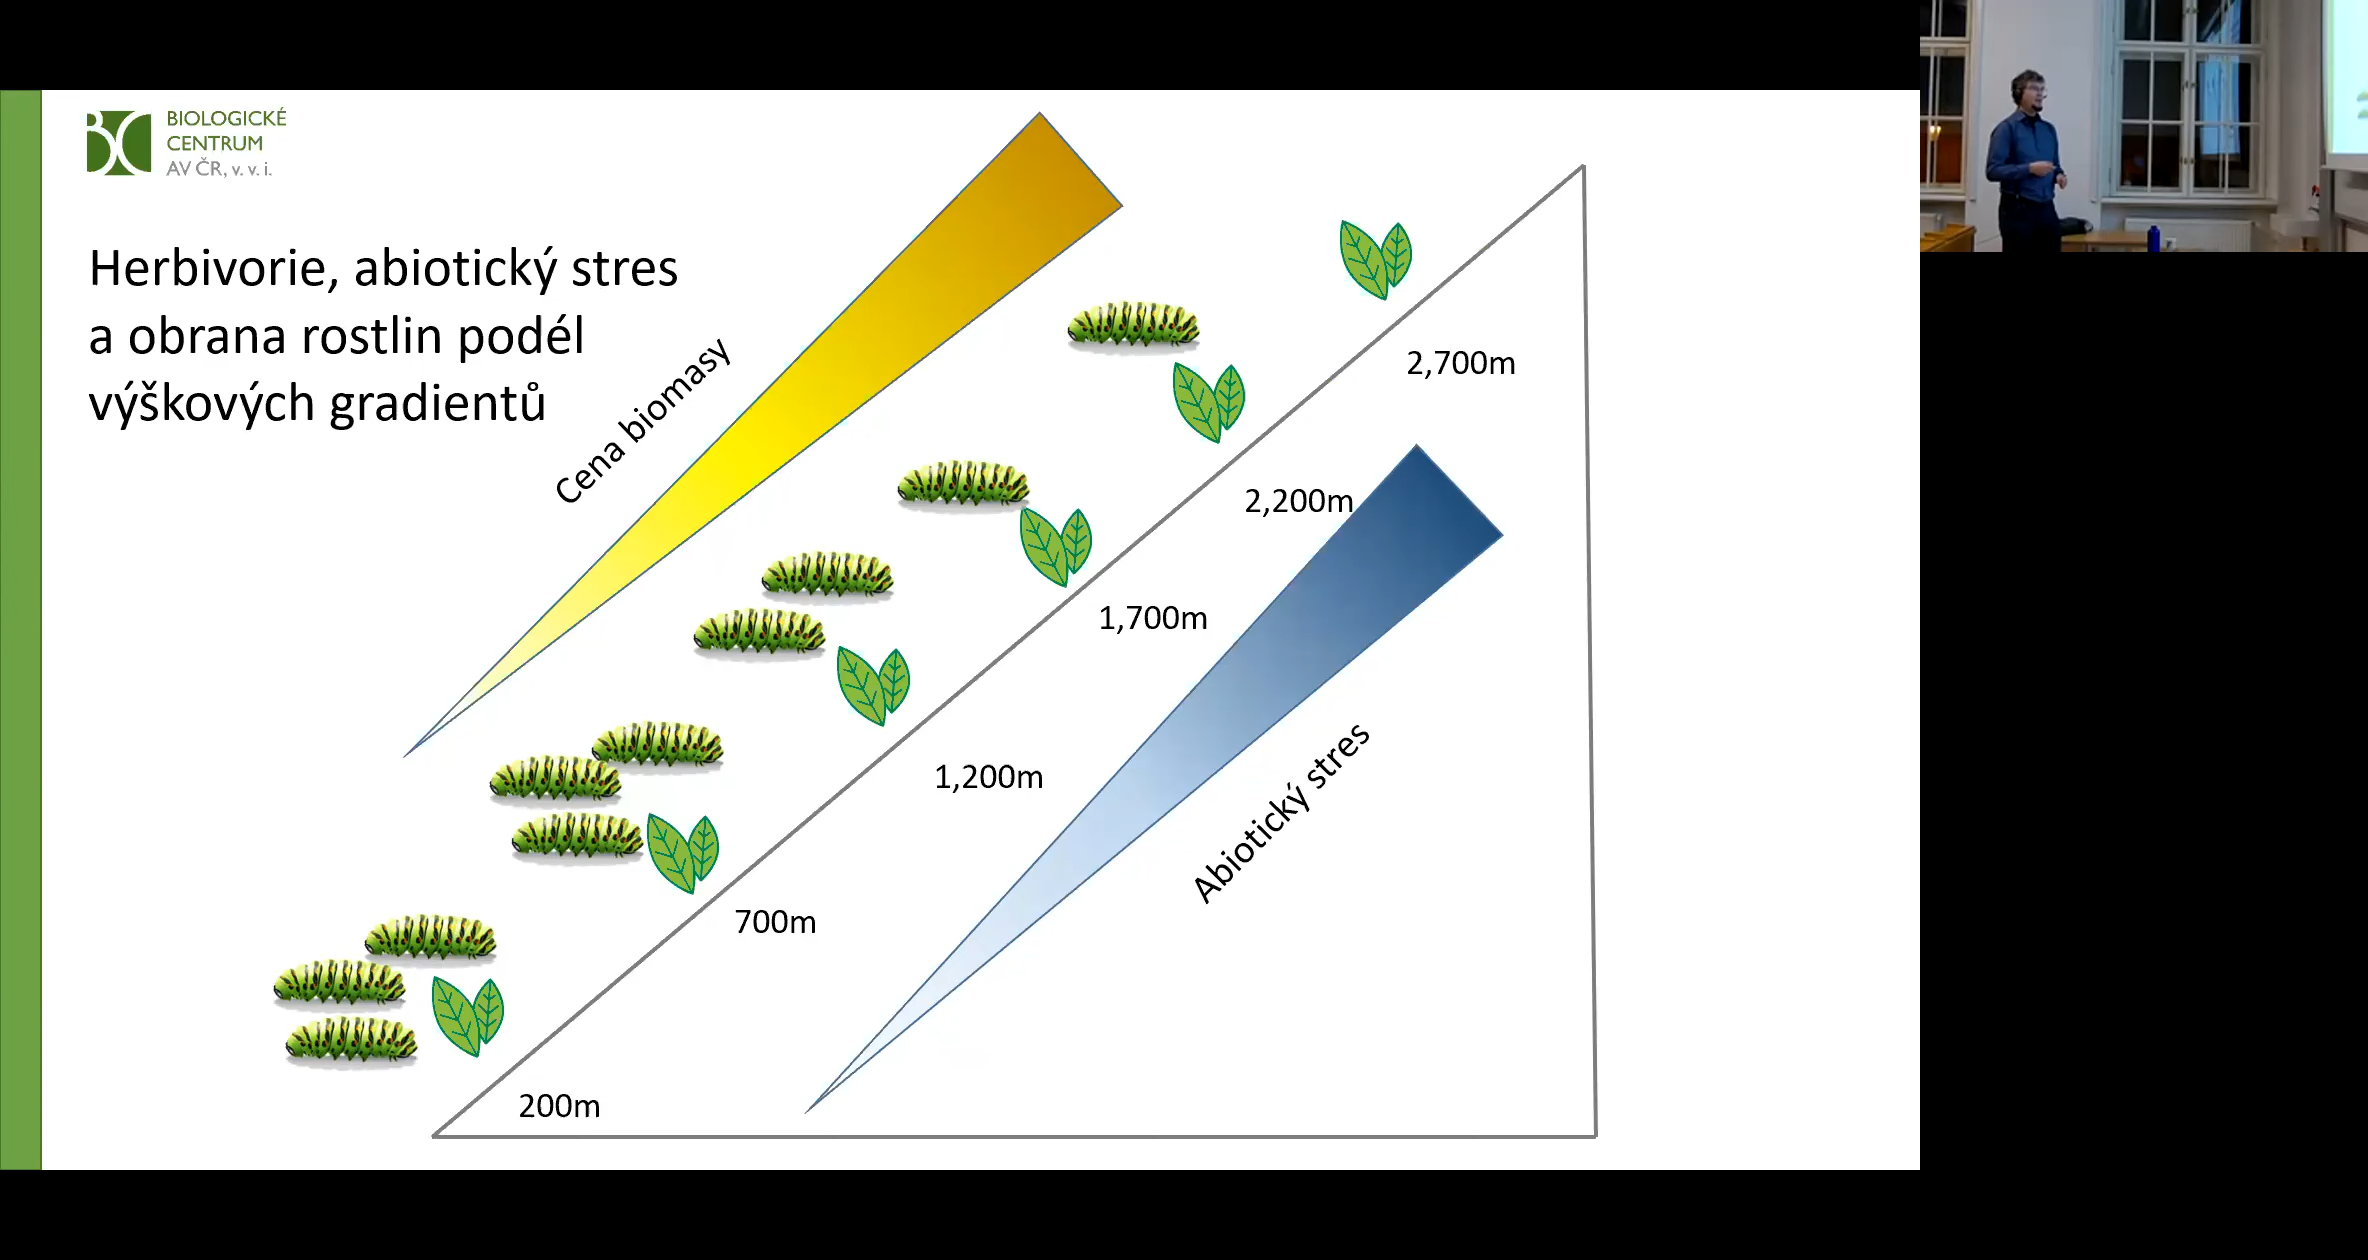 BIOLOGICKÉ
CENTRUM
AV ČR, v. v. i.
Herbivorie, abiotický stres
a obrana rostlin podél
výškových gradientů
Cena biomasy
2,700m
2,200m
1,700m
1,200m
700m
200m
Abiotický stres